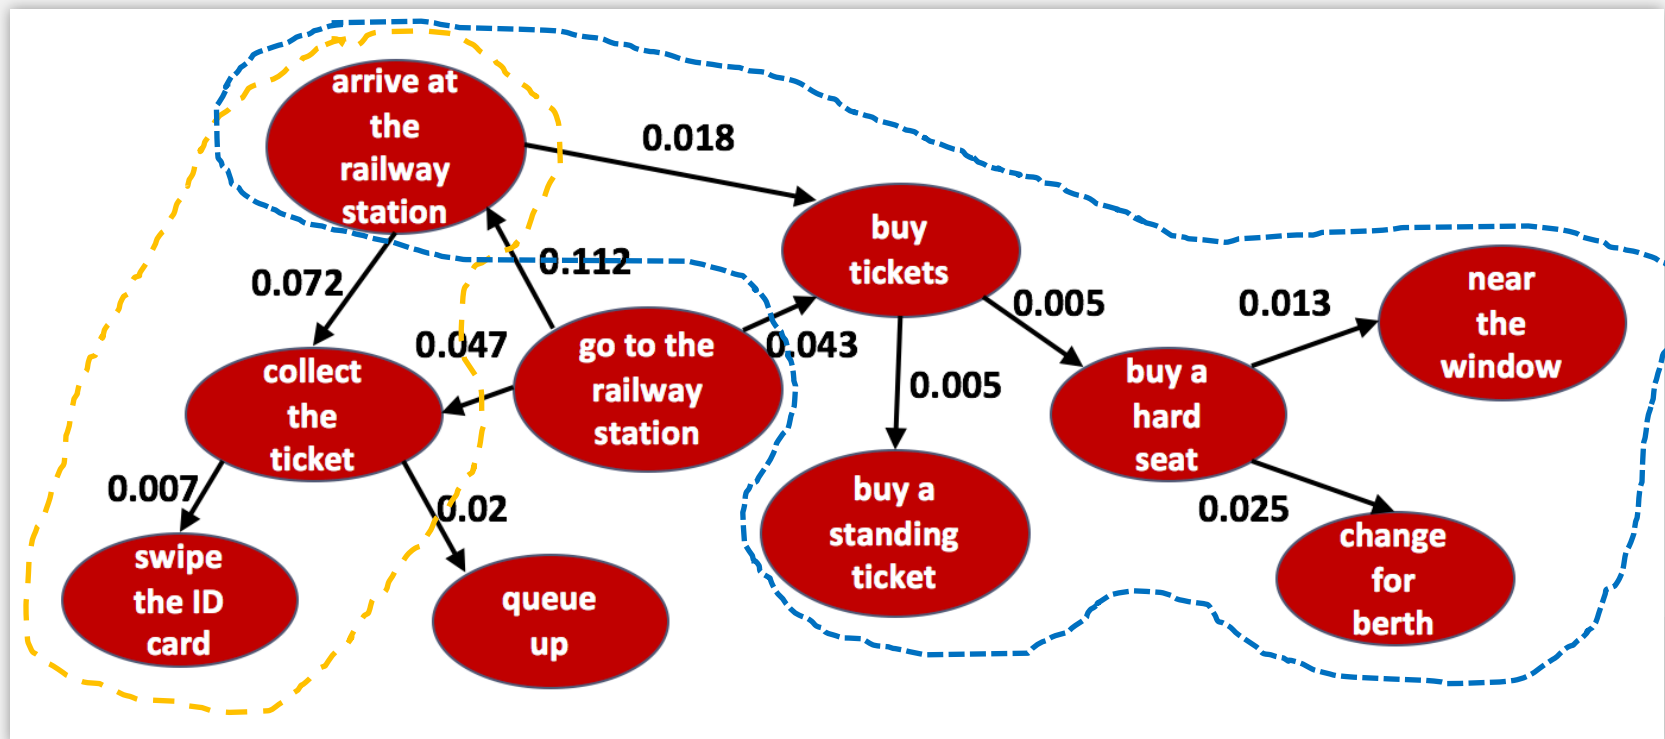 arrive at
the
railway
station
0.018
buy
tickets
0.072
0.112
near
the
window
0.005
0.013
0.047
go to the
railway
station
0.043
collect
the
ticket
0.005
buy a
hard
seat
0.007
0.02
buy a
standing
ticket
0.025
change
for
berth
swipe
the ID
card
queue
up